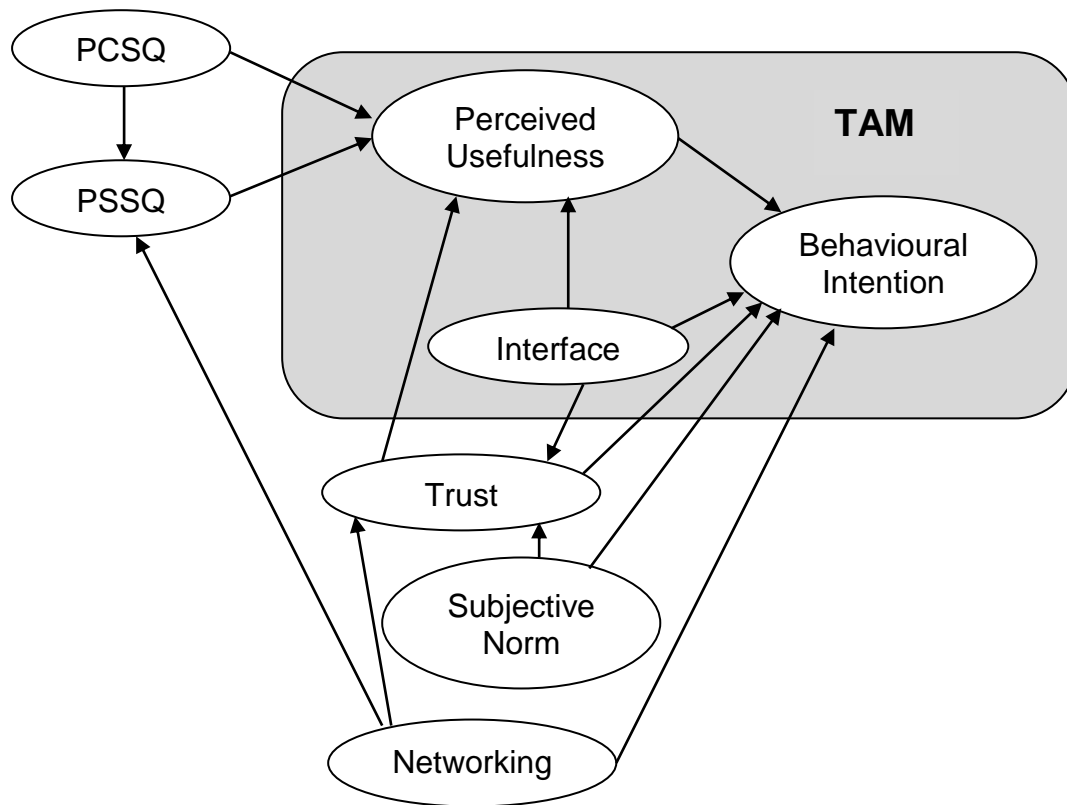 PCSQ
Perceived
Usefulness
TAM
PSSQ
Behavioural
Intention
Interface
Trust
Subjective
Norm
Networking